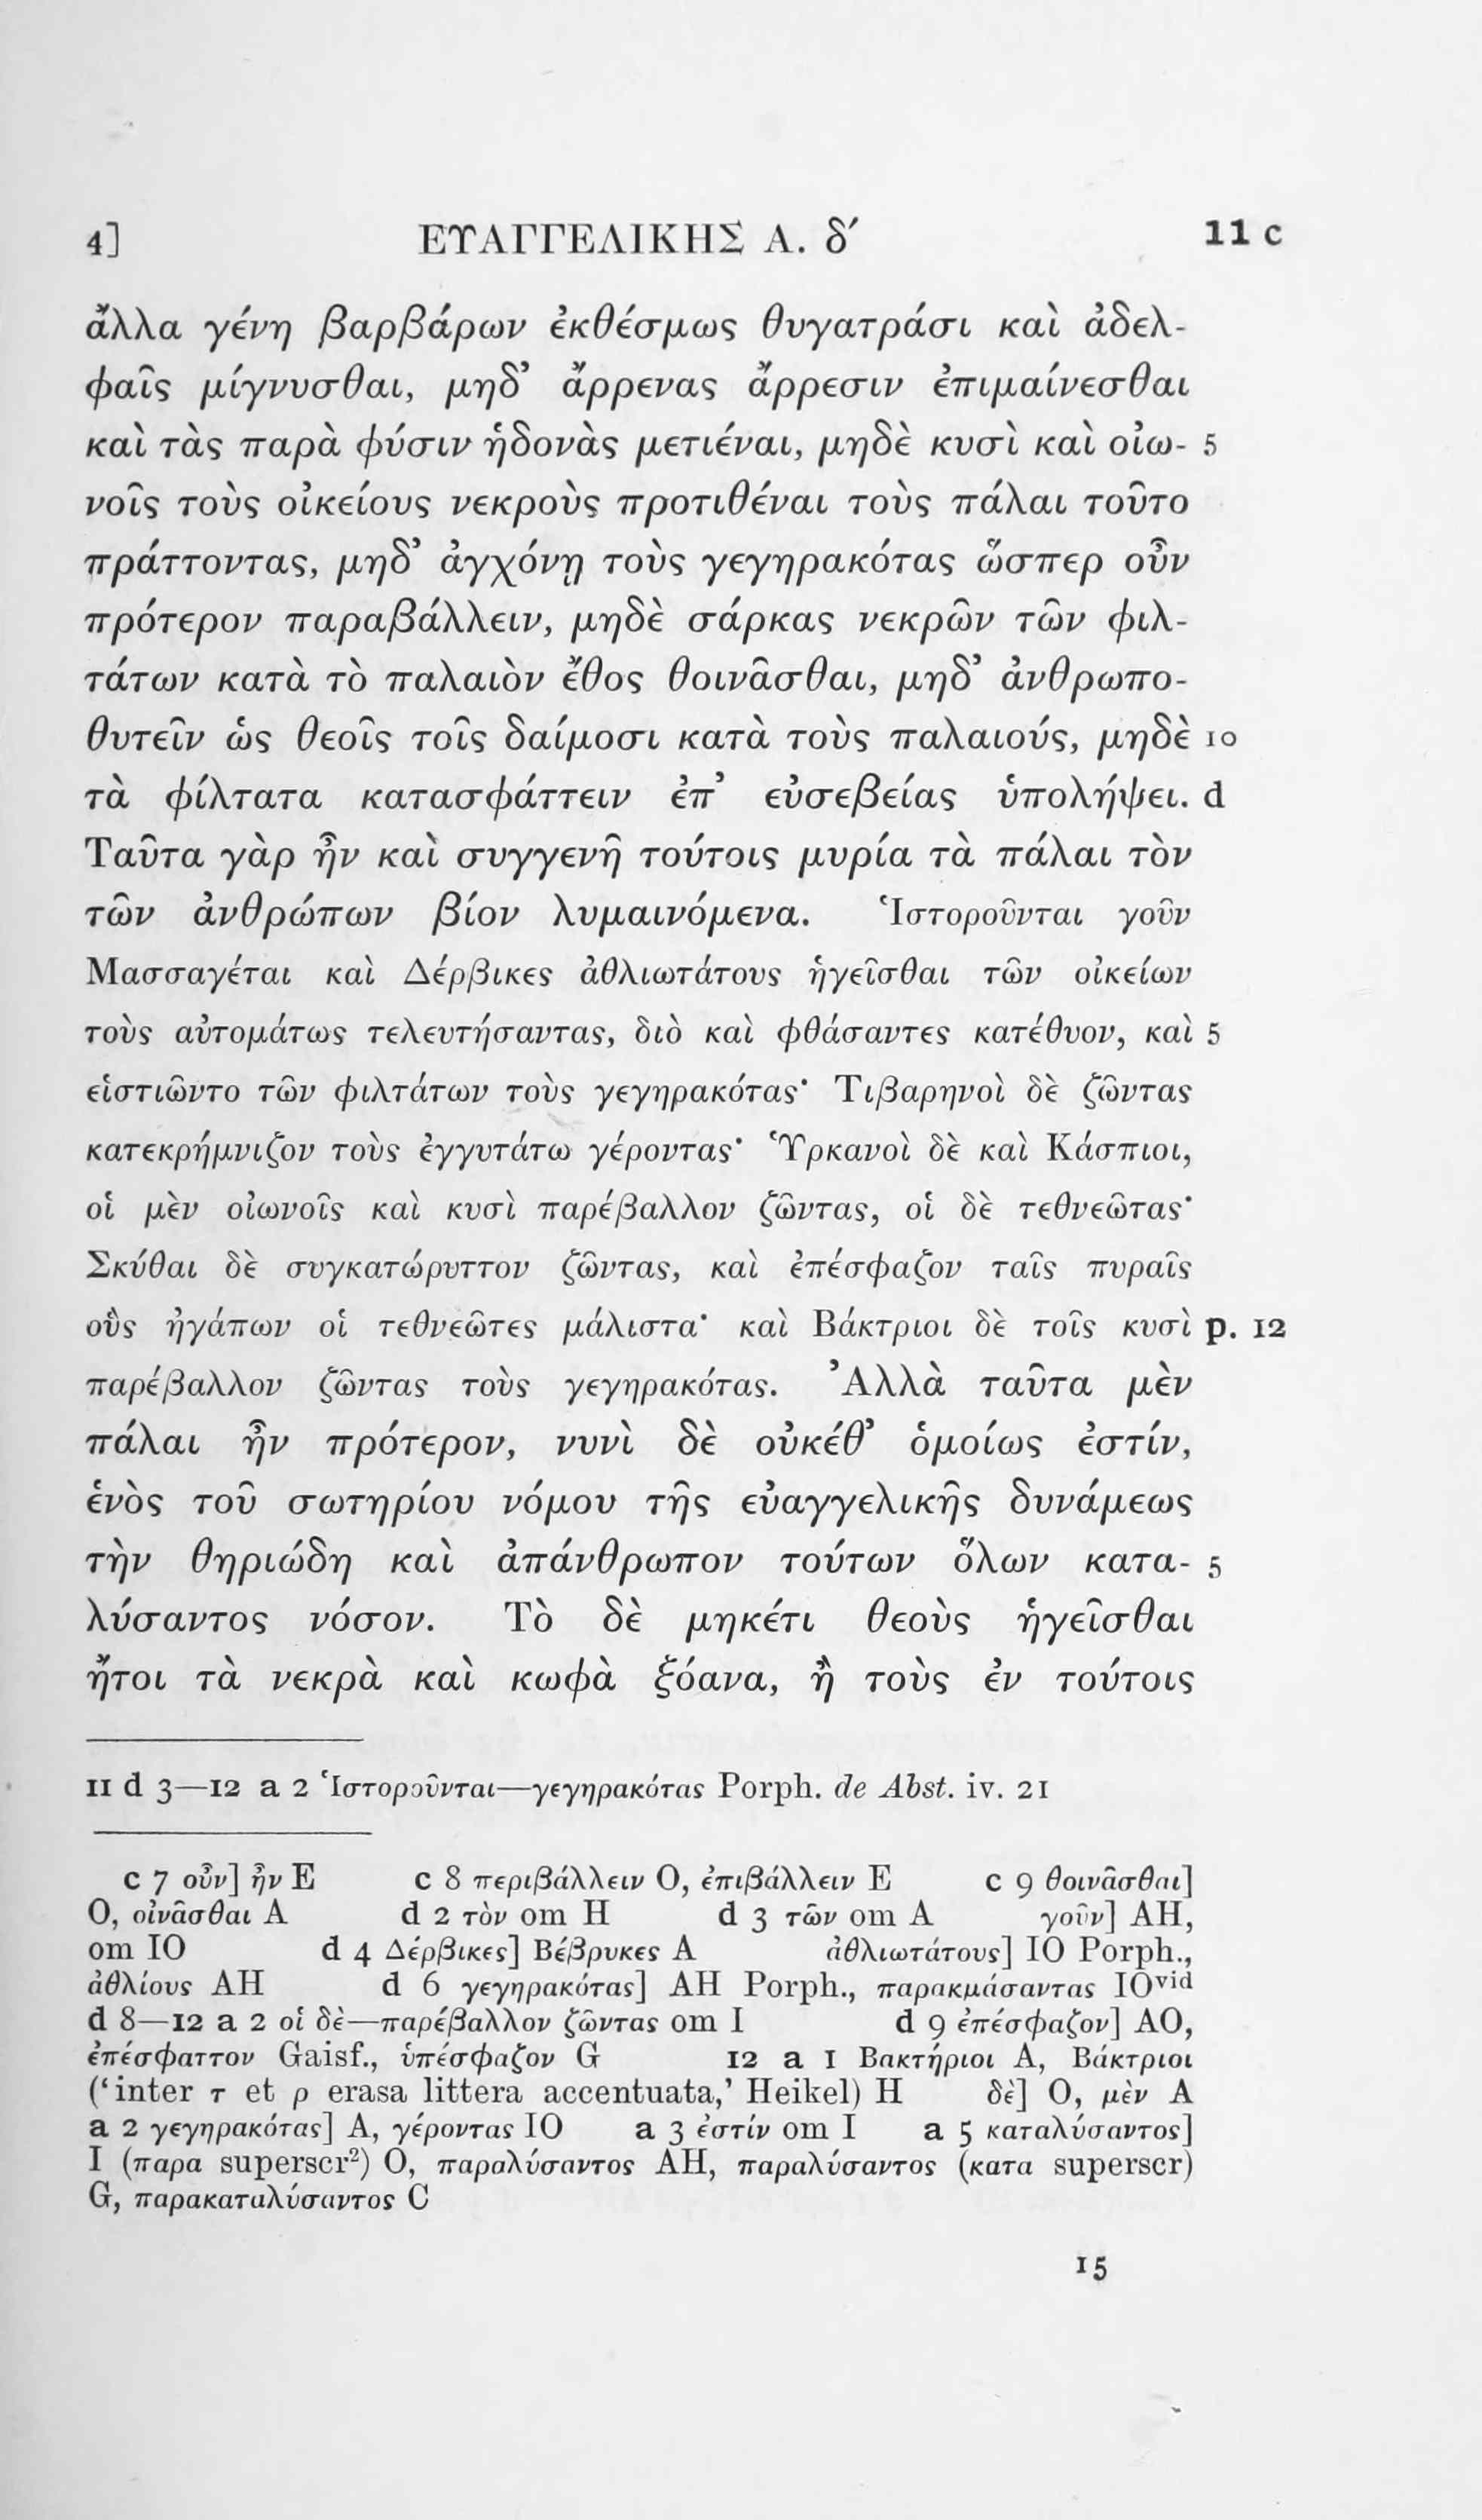 4] ΕΥΑΓΓΕΛΙΚΗΣ Α. δ′ 11 c
ἄλλα γένη βαρβάρων ἐκθέσμως θυγατράσι καὶ ἀδελ-
φαῖς μίγνυσθαι, μηδ’ ἄρρενας ἄρρεσιν ἐπιμαίνεσθαι
καὶ τὰς παρὰ φύσιν ἡδονὰς μετιέναι, μηδὲ κυσὶ καὶ οἰω- 5
νοῖς τοὺς οἰκείους νεκροὺς προτιθέναι τοὺς πάλαι τοῦτο
πράττοντας, μηδ’ ἀγχόνῃ τοὺς γεγηρακότας ὥσπερ οὖν
πρότερον παραβάλλειν, μηδὲ σάρκας νεκρῶν τῶν φιλ-
τάτων κατὰ τὸ παλαιὸν ἔθος θοινᾶσθαι, μηδ’ ἀνθρωπο-
θυτεῖν ὡς θεοῖς τοῖς δαίμοσι κατὰ τοὺς παλαιούς, μηδὲ 10
τὰ φίλτατα κατασφάττειν ἐπ’ εὐσεβείας ὑπολήψει. d
Ταῦτα γὰρ ἦν καὶ συγγενῆ τούτοις μυρία τὰ πάλαι τὸν
τῶν ἀνθρώπων βίον λυμαινόμενα. Ἱστοροῦνται γοῦν
Μασσαγέται καὶ Δέρβικες ἀθλιωτάτους ἡγεῖσθαι τῶν οἰκείων
τοὺς αὐτομάτως τελευτήσαντας, διὸ καὶ φθάσαντες κατέθυον, καὶ 5
εἱστιῶντο τῶν φιλτάτων τοὺς γεγηρακότας· Τιβαρηνοὶ δὲ ζῶντας
κατεκρήμνιζον τοὺς ἐγγυτάτω γέροντας· Ὑρκανοὶ δὲ καὶ Κάσπιοι,
οἱ μὲν οἰωνοῖς καὶ κυσὶ παρέβαλλον ζῶντας, οἱ δὲ τεθνεῶτας·
Σκύθαι δὲ συγκατώρυττον ζῶντας, καὶ ἐπέσφαζον ταῖς πυραῖς
οὓς ἠγάπων οἱ τεθνεῶτες μάλιστα· καὶ Βάκτριοι δὲ τοῖς κυσὶ p. 12
παρέβαλλον ζῶντας τοὺς γεγηρακότας. Ἀλλὰ ταῦτα μὲν
πάλαι ἦν πρότερον, νυνὶ δὲ οὐκέθ’ ὁμοίως ἐστίν,
ἑνὸς τοῦ σωτηρίου νόμου τῆς εὐαγγελικῆς δυνάμεως
τὴν θηριώδη καὶ ἀπάνθρωπον τούτων ὅλων κατα- 5
λύσαντος νόσον. Τὸ δὲ μηκέτι θεοὺς ἡγεῖσθαι
ἤτοι τὰ νεκρὰ καὶ κωφὰ ξόανα, ἢ τοὺς ἐν τούτοις
11 d 3—12 a 2 Ἱστοροῦνται—γεγηρακότας Porph. de Abst. iv. 21
c 7 οὖν] ἦν E c 8 περιβάλλειν O, ἐπιβάλλειν E c 9 θοινᾶσθαι]
O, οἰνᾶσθαι A d 2 τὸν om H d 3 τῶν om A γοῦν] AH,
om IO d 4 Δέρβικες] Βέβρυκες A ἀθλιωτάτους] IO Porph.,
ἀθλίους AH d 6 γεγηρακότας] AH Porph., παρακμάσαντας IOvid
d 8—12 a 2 οἱ δὲ—παρέβαλλον ζῶντας om I d 9 ἐπέσφαζον] AO,
ἐπέσφαττον Gaisf., ὑπέσφαζον G 12 a 1 Βακτήριοι A, Βάκτριοι
(‘inter τ et ρ erasa littera accentuata,’ Heikel) H δὲ] O, μὲν A
a 2 γεγηρακότας] A, γέροντας IO a 3 ἐστίν om I a 5 καταλύσαντος]
I (παρα superscr²) O, παραλύσαντος AH, παραλύσαντος (κατα superscr)
G, παρακαταλύσαντος C
15